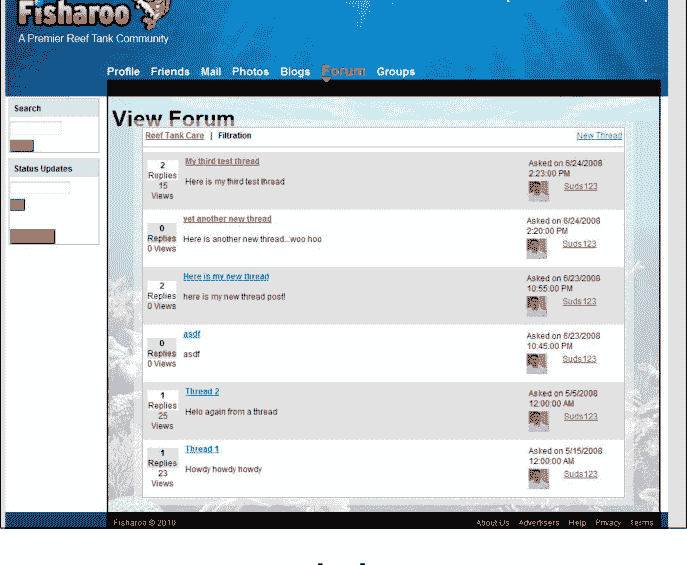 Fisharoo
A Premier Reef Tank Community
Profile Friends Mail Photos Blogs Forum Groups
Search
Status Updates
View Forum
Reef Tank Care | Filtration
New Thread
2
Replies
15
Views
My third test thread
Here is my third test thread
Asked on 6/24/2008
2:23:00 PM
Suds123
0
Replies
0 Views
yet another new thread
Here is another new thread...woo hoo
Asked on 6/24/2008
2:20:00 PM
Suds123
2
Replies
0 Views
Here is my new thread
here is my new thread post!
Asked on 6/23/2008
10:55:00 PM
Suds123
0
Replies
0 Views
asdf
asdf
Asked on 6/23/2008
10:45:00 PM
Suds123
1
Replies
25
Views
Thread 2
Helo again from a thread
Asked on 5/5/2008
12:00:00 AM
Suds123
1
Replies
23
Views
Thread 1
Howdy howdy howdy
Asked on 5/15/2008
12:00:00 AM
Suds123
Fisharoo © 2010
About Us Advertisers Help Privacy Terms